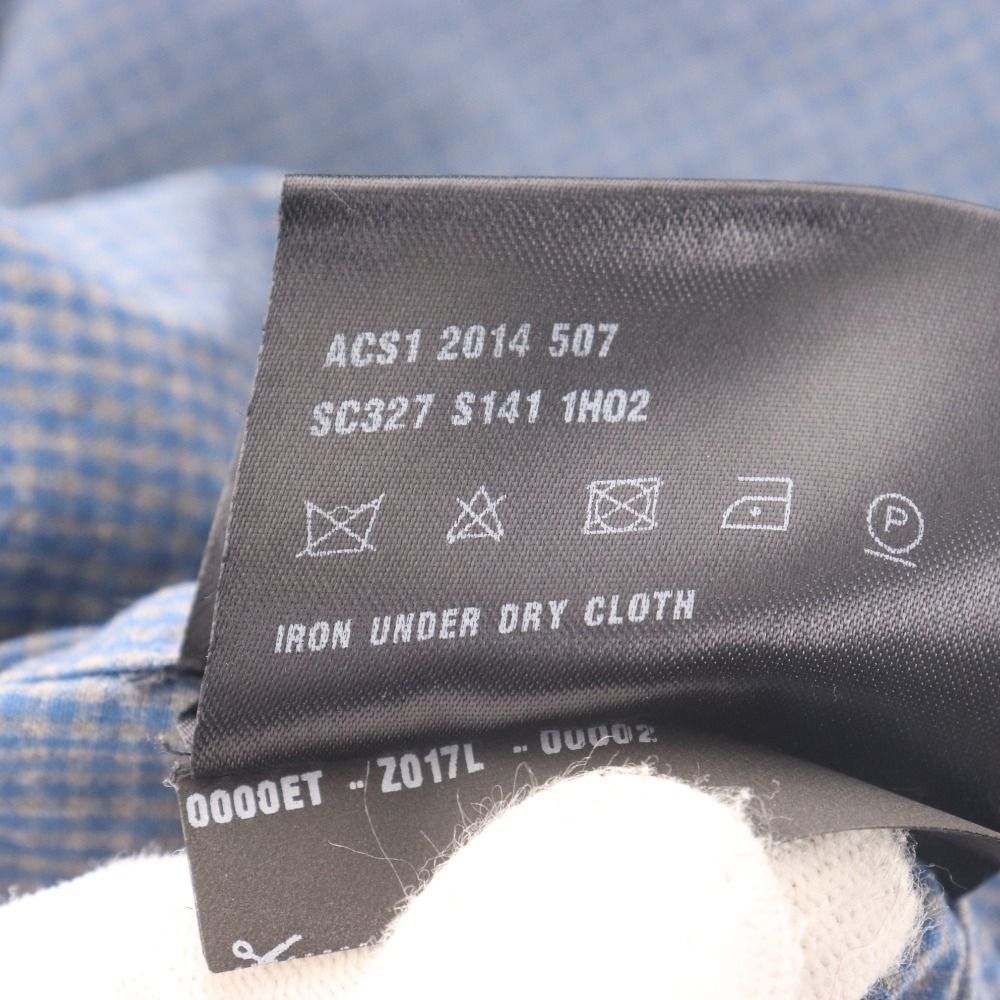 ACS1 2014 507
SC327 S141 1H02
P
IRON UNDER DRY CLOTH
0000ET -- Z017L -- 00002